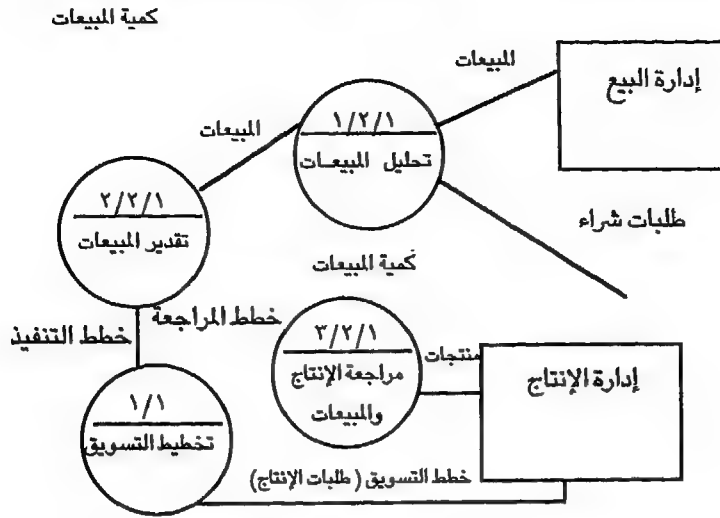 كمية المبيعات
المبيعات
إدارة البيع
١/٢/١
المبيعات
تحليل المبيعات
٢/٢/١
تقدير المبيعات
طلبات شراء
كمية المبيعات
خطط المراجعة
خطط التنفيذ
٣/٢/١
منتجات
مراجعة الإنتاج
والمبيعات
إدارة الإنتاج
١/١
تخطيط التسويق
خطط التسويق (طلبات الإنتاج)